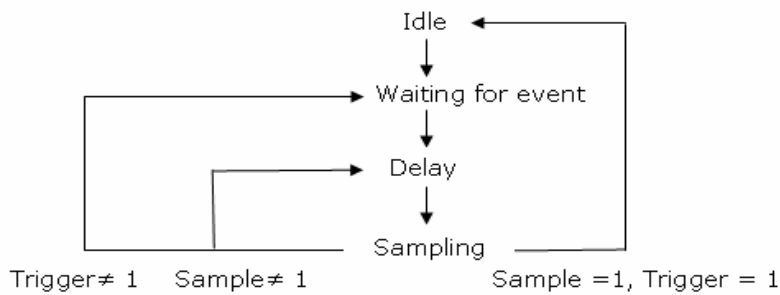 Idle
Waiting for event
Delay
Sampling
Trigger≠ 1
Sample≠ 1
Sample =1, Trigger = 1